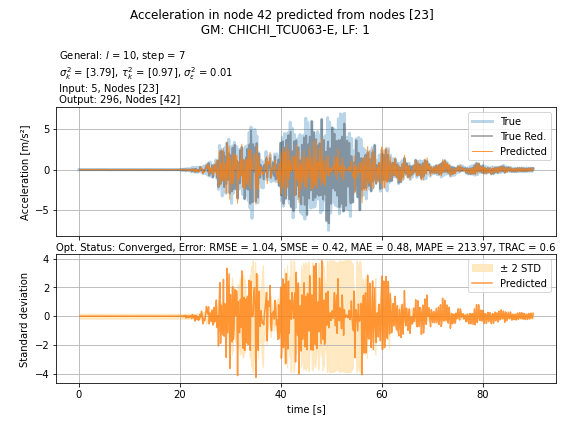 Acceleration in node 42 predicted from nodes [23]
GM: CHICHI_TCU063-E, LF: 1
General: l = 10, step = 7
σ²ₖ = [3.79], τ²ₖ = [0.97], σ²_ε = 0.01
Input: 5, Nodes [23]
Output: 296, Nodes [42]
Acceleration [m/s²]
5
0
−5
True
True Red.
Predicted
Opt. Status: Converged, Error: RMSE = 1.04, SMSE = 0.42, MAE = 0.48, MAPE = 213.97, TRAC = 0.6
Standard deviation
4
2
0
−2
−4
± 2 STD
Predicted
0 20 40 60 80
time [s]